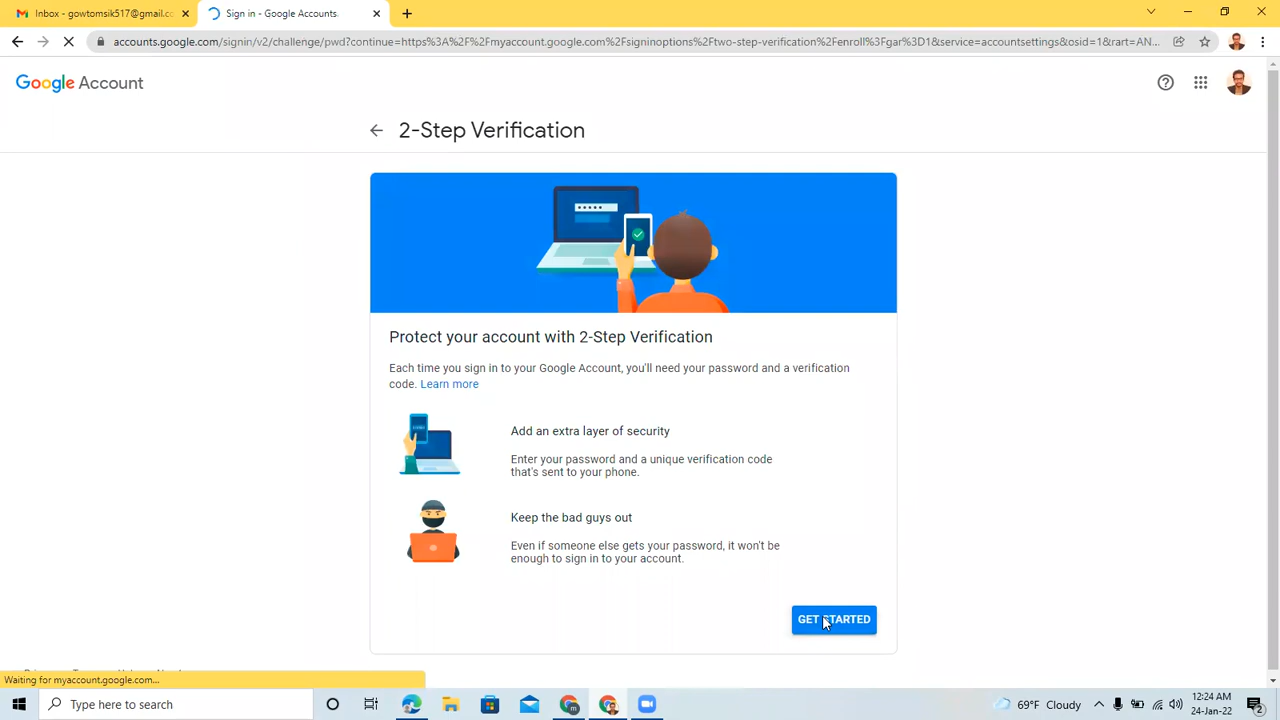 Inbox - gowtomsik517@gmail.co
Sign in - Google Accounts.
accounts.google.com/signin/v2/challenge/pwd?continue=https%3A%2F%2Fmyaccount.google.com%2Fsigninoptions%2Ftwo-step-verification%2Fenroll%3Fgar%3D1&service=accountsettings&osid=1&rart=AN...
Google Account
2-Step Verification
Protect your account with 2-Step Verification
Each time you sign in to your Google Account, you'll need your password and a verification
code. Learn more
Add an extra layer of security
Enter your password and a unique verification code
that's sent to your phone.
Keep the bad guys out
Even if someone else gets your password, it won't be
enough to sign in to your account.
GET STARTED
Waiting for myaccount.google.com...
Type here to search
69°F Cloudy
12:24 AM
24-Jan-22
2